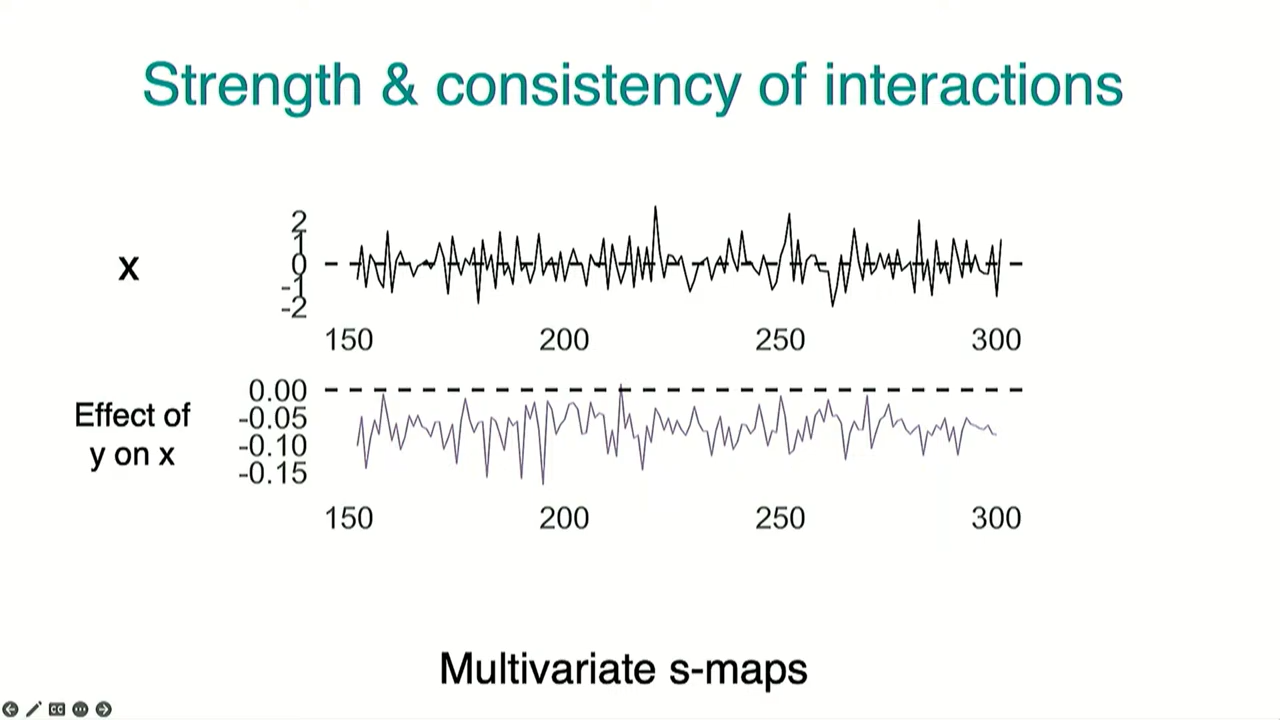 Strength & consistency of interactions
x
2
1
0
-1
-2
150 200 250 300
Effect of
y on x
0.00
-0.05
-0.10
-0.15
150 200 250 300
Multivariate s-maps
CC